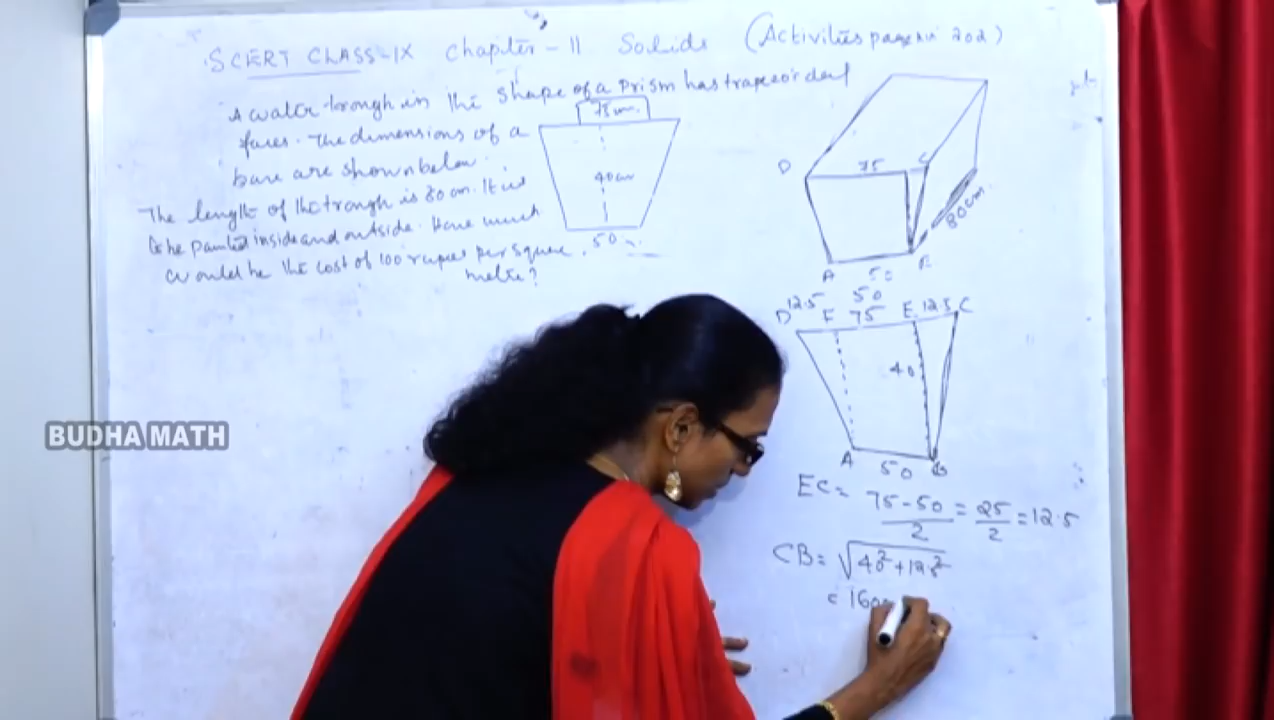 SCERT CLASS-IX Chapter-11 Solids (Activities page no 202)
A water trough in the shape of a prism has trapezoidal
faces. The dimensions of a
base are shown below.
The length of the trough is 80 cm. It is
to be painted inside and outside. How much
would be the cost of 100 rupees per square
metre?
75 cm.
40 cm
50
D 75 C
80 cm
A 50 B
50
D 12.5 F 75 E 12.5 C
40
A 50 B
EC = 75-50/2 = 25/2 = 12.5
CB = √40²+12.5²
= 1600
BUDHA MATH